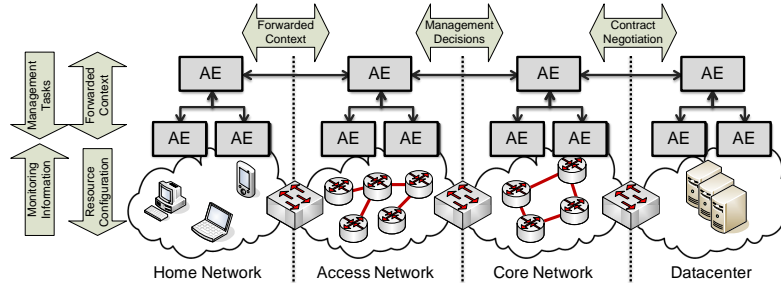 Forwarded
Context
Management
Decisions
Contract
Negotiation
Management
Tasks
Forwarded
Context
AE
AE
AE
AE
AE
AE
AE
AE
AE
AE
AE
AE
Monitoring
Information
Resource
Configuration
Home Network
Access Network
Core Network
Datacenter